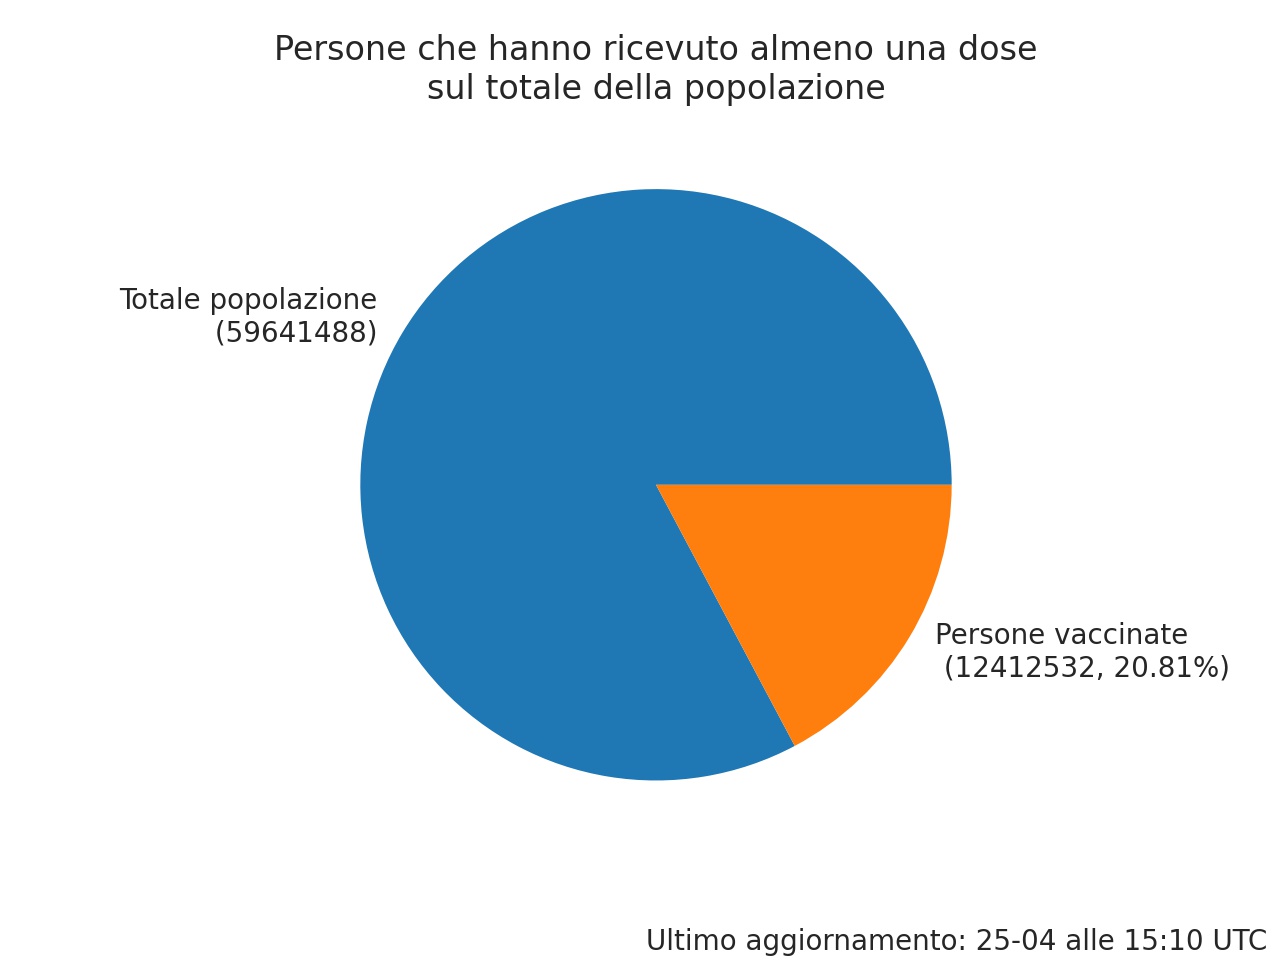 Persone che hanno ricevuto almeno una dose
sul totale della popolazione
Totale popolazione
(59641488)
Persone vaccinate
(12412532, 20.81%)
Ultimo aggiornamento: 25-04 alle 15:10 UTC